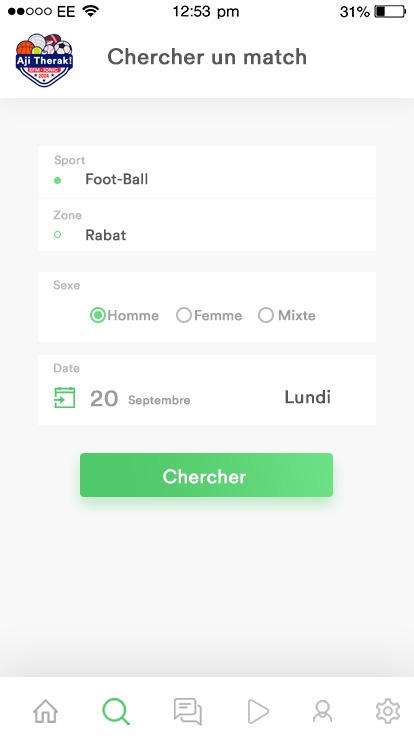 EE 12:53 pm 31%
Aji Therak!
2024
Chercher un match
Sport
Foot-Ball
Zone
Rabat
Sexe
Homme Femme Mixte
Date
20 Septembre Lundi
Chercher